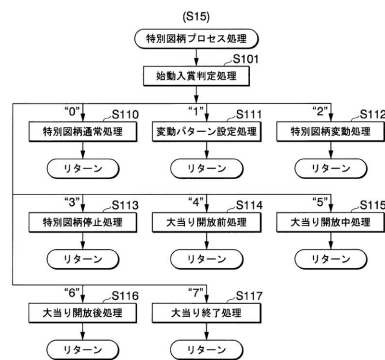 (S15)
特別図柄プロセス処理
S101
始動入賞判定処理
“0” S110 “1” S111 “2” S112
特別図柄通常処理 変動パターン設定処理 特別図柄変動処理
リターン リターン リターン
“3” S113 “4” S114 “5” S115
特別図柄停止処理 大当り開放前処理 大当り開放中処理
リターン リターン リターン
“6” S116 “7” S117
大当り開放後処理 大当り終了処理
リターン リターン